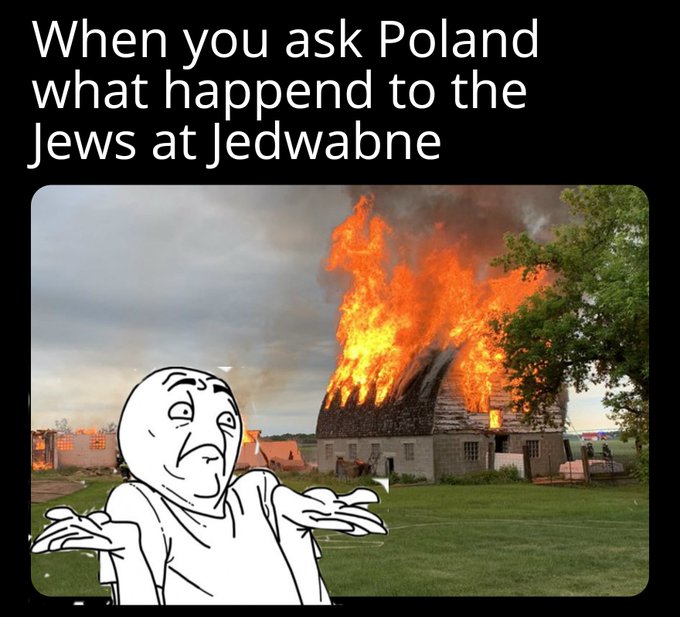 When you ask Poland
what happend to the
Jews at Jedwabne